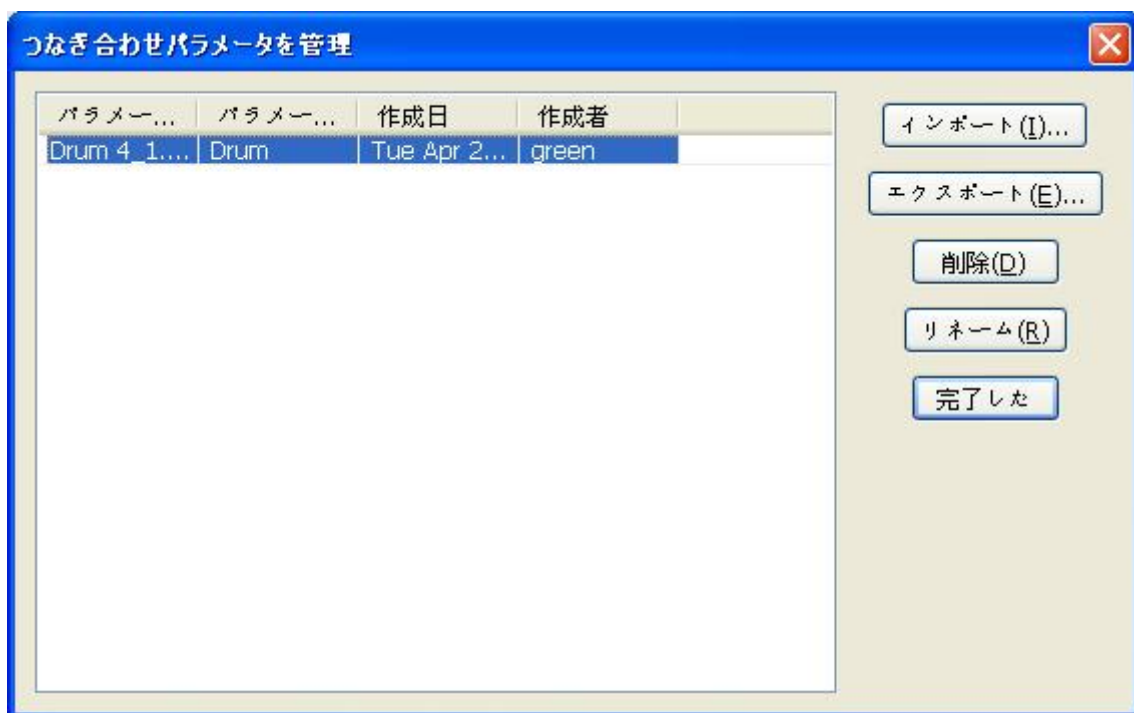 つなぎ合わせパラメータを管理
パラメー... パラメー... 作成日 作成者
Drum 4_1.... Drum Tue Apr 2... green
インポート(I)...
エクスポート(E)...
削除(D)
リネーム(R)
完了した